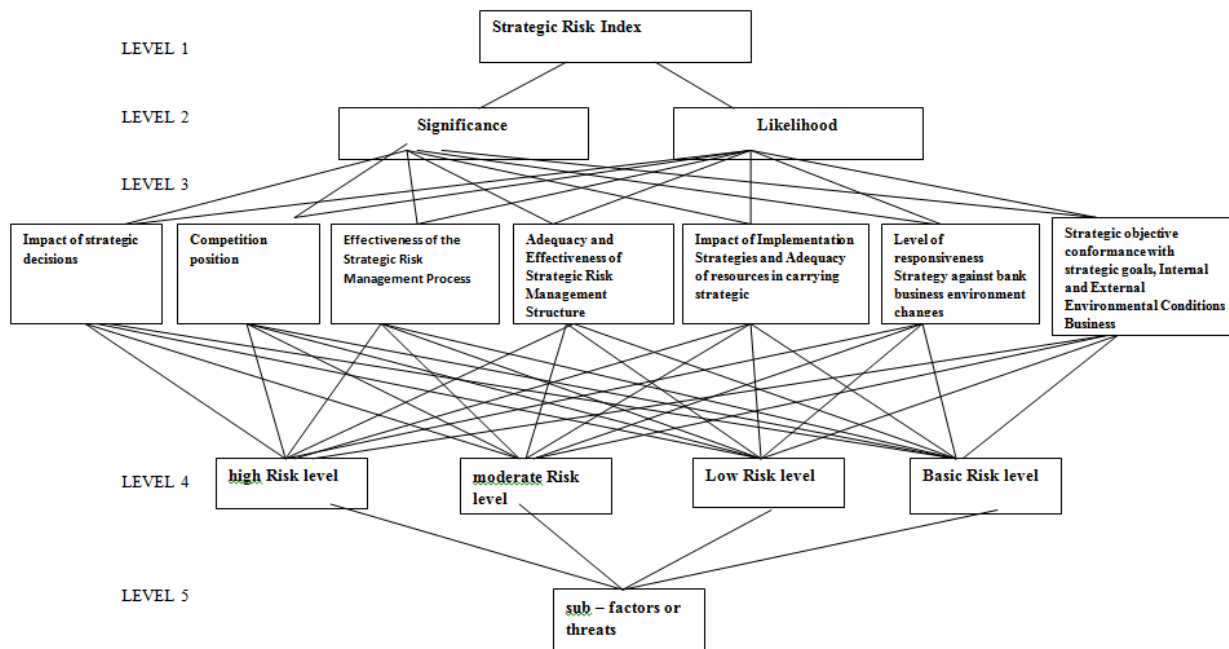 Strategic Risk Index
LEVEL 1
LEVEL 2
Significance
Likelihood
LEVEL 3
Impact of strategic
decisions
Competition
position
Effectiveness of the
Strategic Risk
Management Process
Adequacy and
Effectiveness of
Strategic Risk
Management
Structure
Impact of Implementation
Strategies and Adequacy
of resources in carrying
strategic
Level of
responsiveness
Strategy against bank
business environment
changes
Strategic objective
conformance with
strategic goals, Internal
and External
Environmental Conditions
Business
LEVEL 4
high Risk level
moderate Risk
level
Low Risk level
Basic Risk level
LEVEL 5
sub – factors or
threats